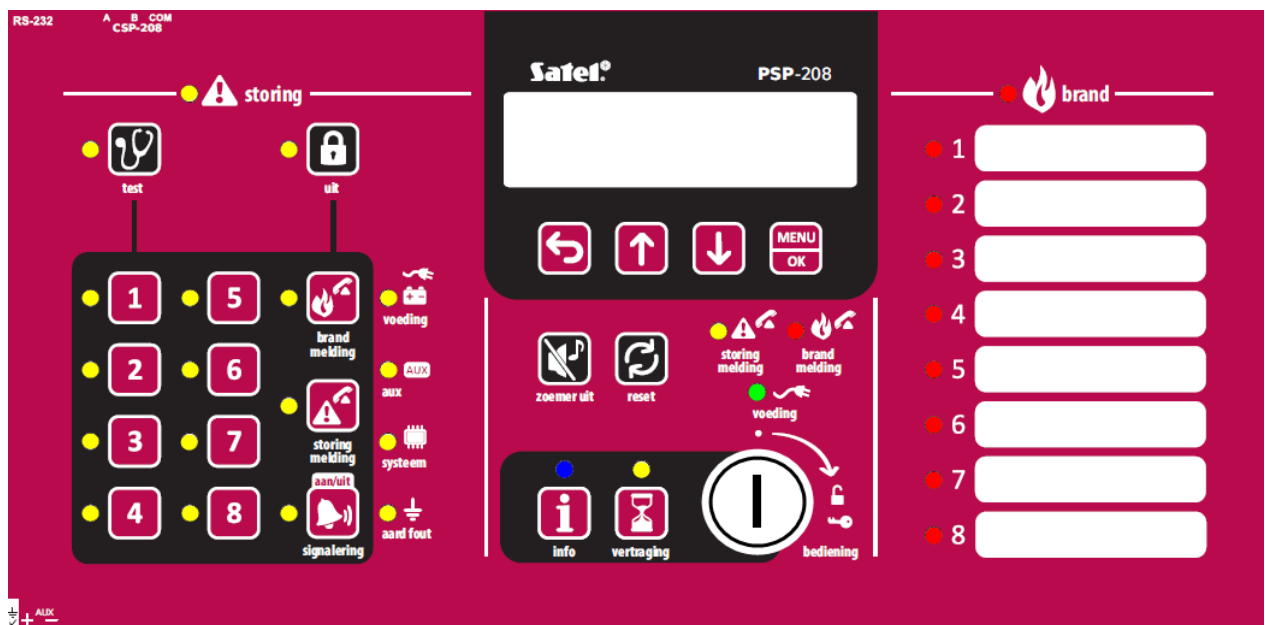 RS-232
A B COM
CSP-208
storing
test
uit
1
5
brand
melding
voeding
2
6
AUX
aux
3
7
storing
melding
systeem
4
8
aan/uit
signalering
aard fout
Satel®
PSP-208
MENU
OK
zoemer uit
reset
storing
melding
brand
melding
voeding
info
vertraging
bediening
brand
1
2
3
4
5
6
7
8
AUX